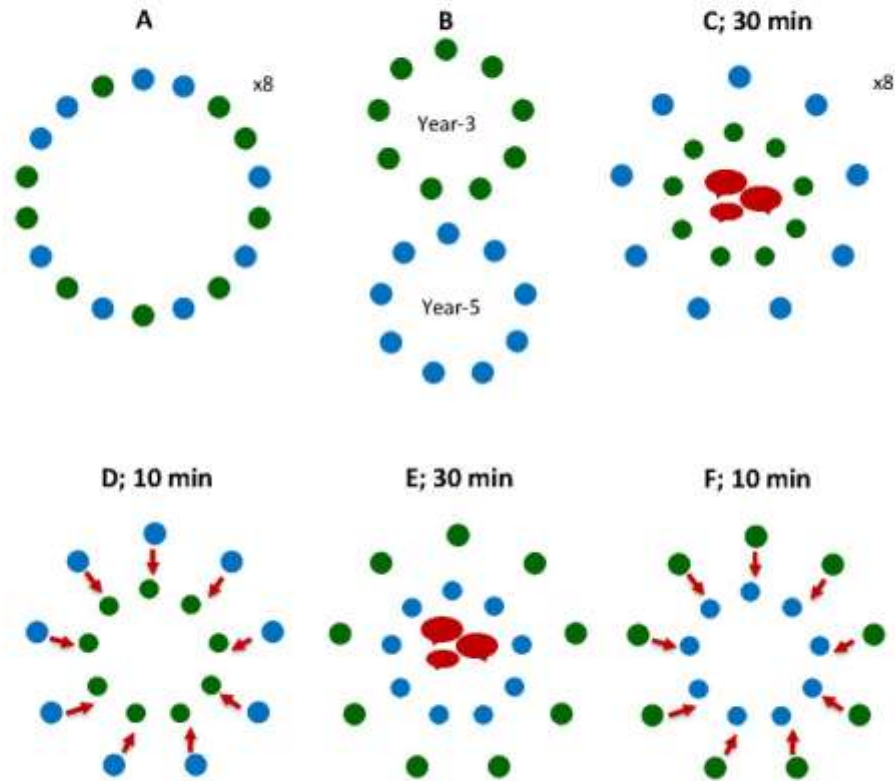 A
B
C; 30 min
x8
Year-3
x8
Year-5
D; 10 min
E; 30 min
F; 10 min